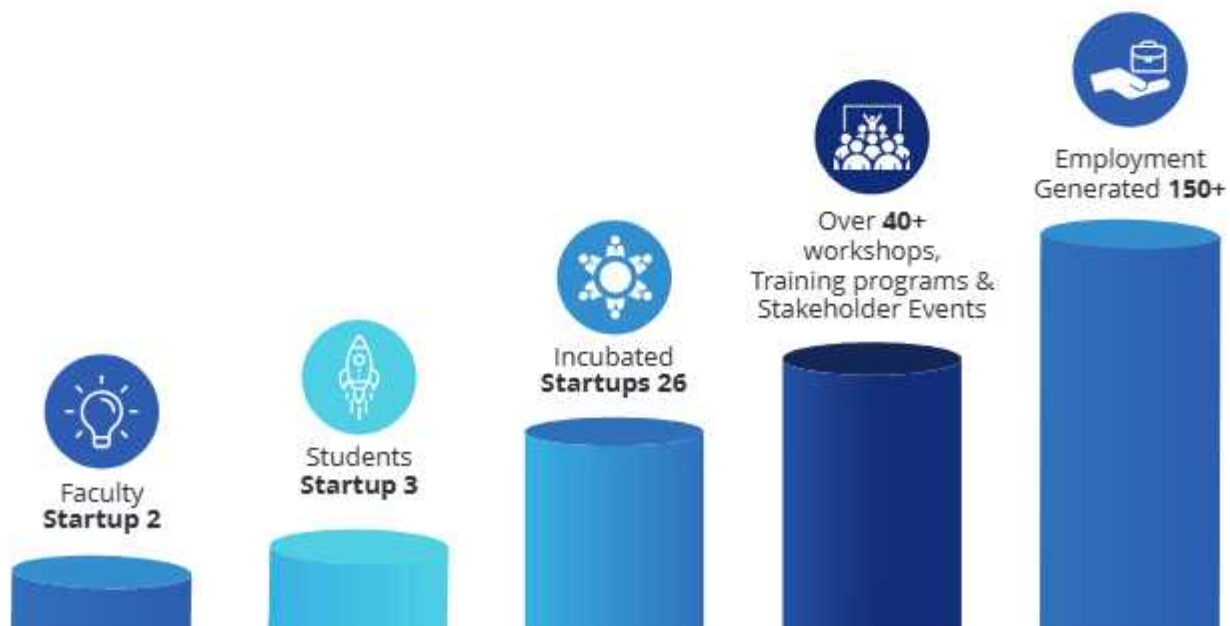 Faculty
Startup 2
Students
Startup 3
Incubated
Startups 26
Over 40+
workshops,
Training programs &
Stakeholder Events
Employment
Generated 150+